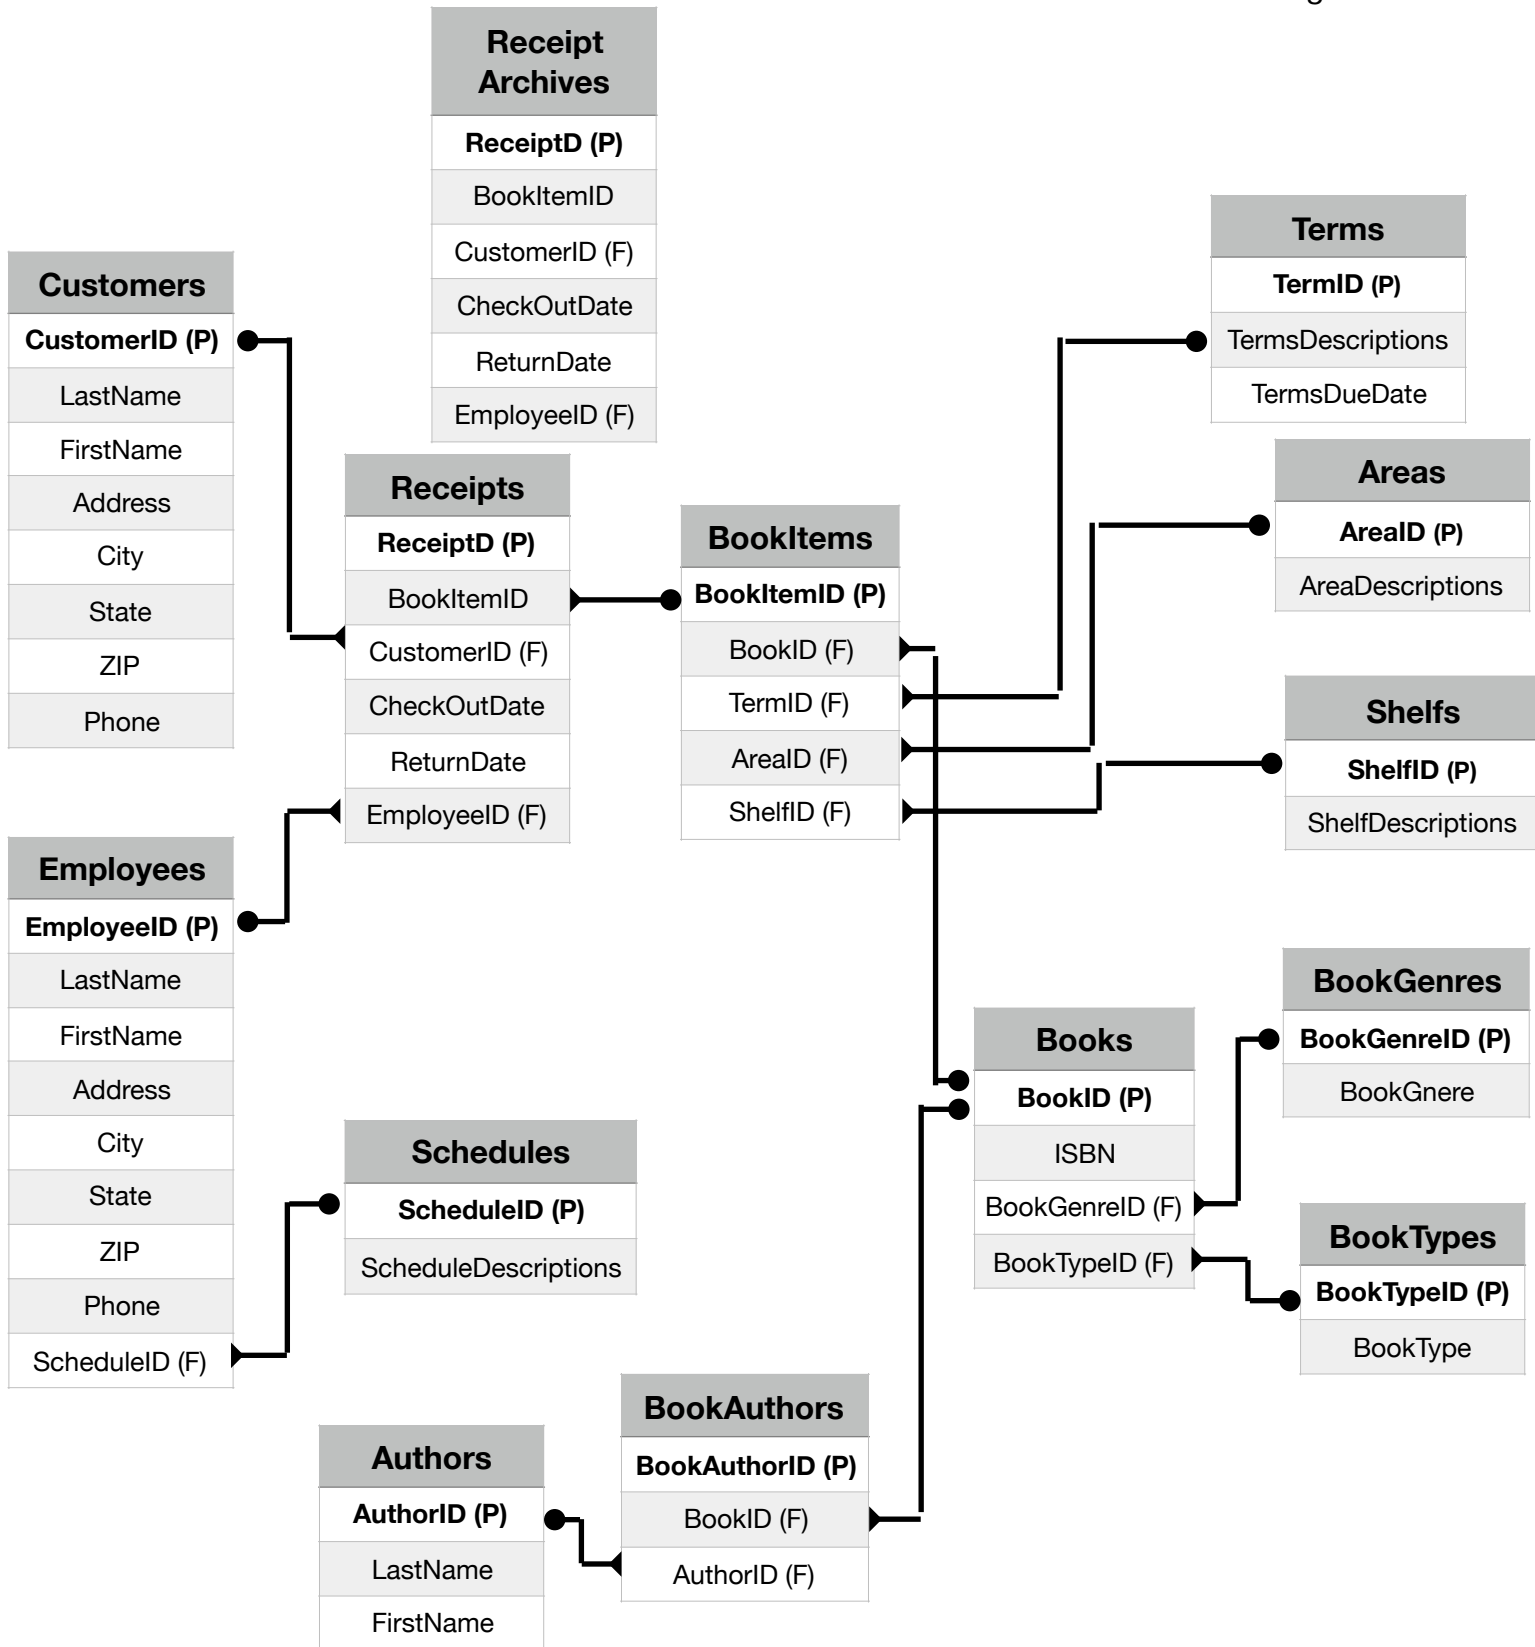 Receipt
Archives
ReceiptD (P)
BookItemID
CustomerID (F)
CheckOutDate
ReturnDate
EmployeeID (F)
Customers
CustomerID (P)
LastName
FirstName
Address
City
State
ZIP
Phone
Receipts
ReceiptD (P)
BookItemID
CustomerID (F)
CheckOutDate
ReturnDate
EmployeeID (F)
BookItems
BookItemID (P)
BookID (F)
TermID (F)
AreaID (F)
ShelfID (F)
Terms
TermID (P)
TermsDescriptions
TermsDueDate
Areas
AreaID (P)
AreaDescriptions
Shelfs
ShelfID (P)
ShelfDescriptions
Employees
EmployeeID (P)
LastName
FirstName
Address
City
State
ZIP
Phone
ScheduleID (F)
Schedules
ScheduleID (P)
ScheduleDescriptions
Books
BookID (P)
ISBN
BookGenreID (F)
BookTypeID (F)
BookGenres
BookGenreID (P)
BookGnere
BookTypes
BookTypeID (P)
BookType
BookAuthors
BookAuthorID (P)
BookID (F)
AuthorID (F)
Authors
AuthorID (P)
LastName
FirstName